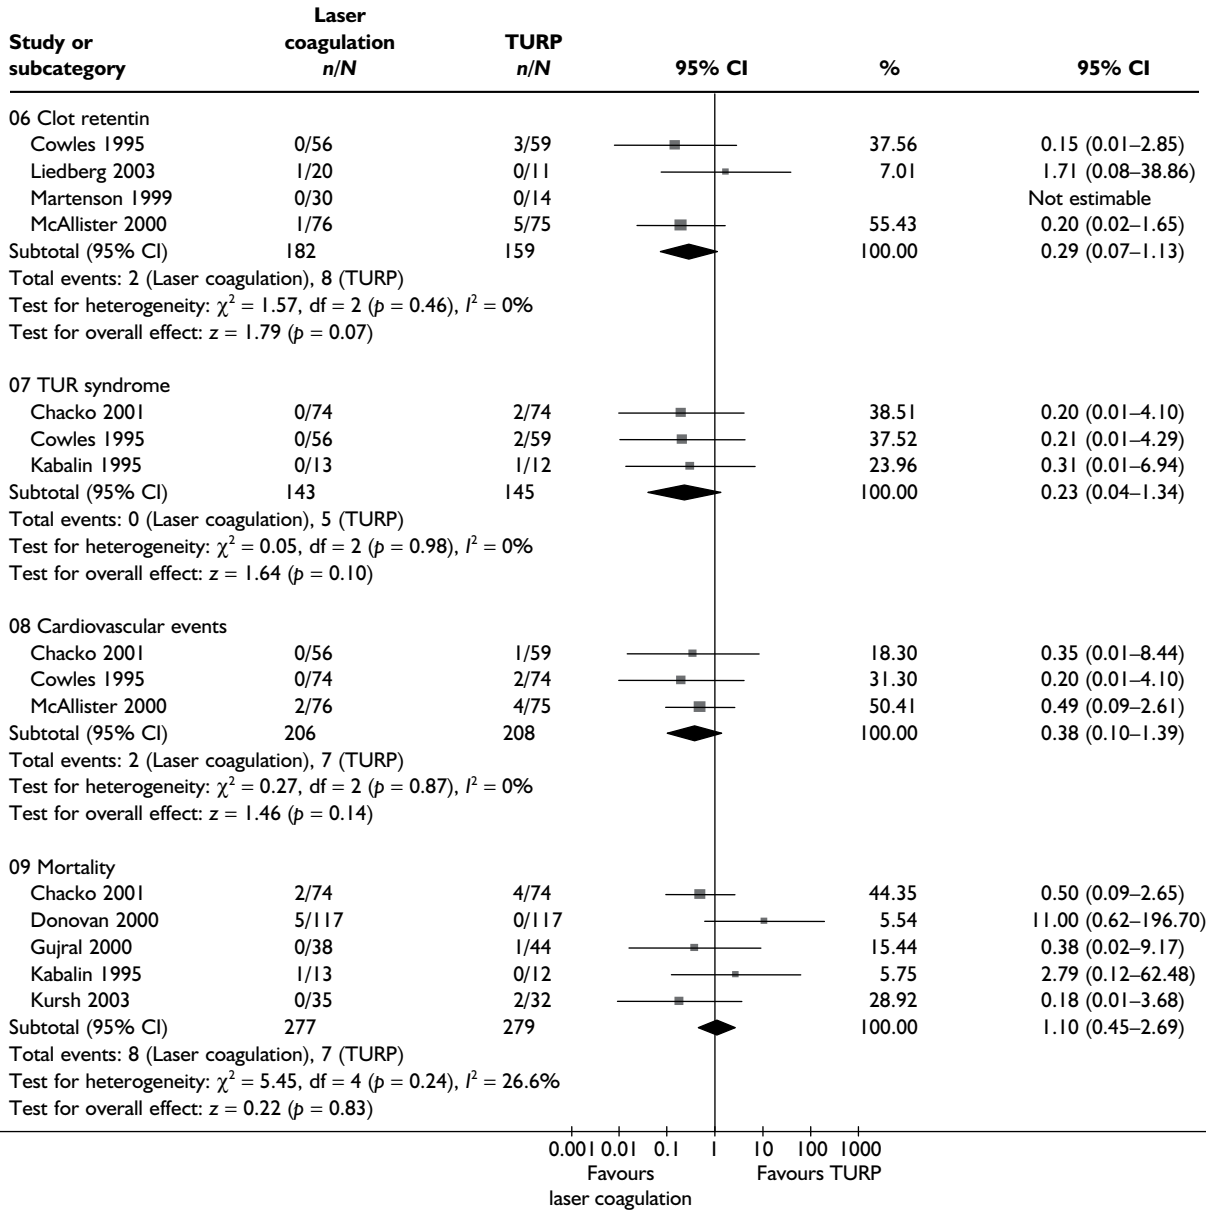 Laser
Study or coagulation TURP
subcategory n/N n/N 95% CI % 95% CI
06 Clot retentin
Cowles 1995 0/56 3/59 37.56 0.15 (0.01–2.85)
Liedberg 2003 1/20 0/11 7.01 1.71 (0.08–38.86)
Martenson 1999 0/30 0/14 Not estimable
McAllister 2000 1/76 5/75 55.43 0.20 (0.02–1.65)
Subtotal (95% CI) 182 159 100.00 0.29 (0.07–1.13)
Total events: 2 (Laser coagulation), 8 (TURP)
Test for heterogeneity: χ² = 1.57, df = 2 (p = 0.46), I² = 0%
Test for overall effect: z = 1.79 (p = 0.07)
07 TUR syndrome
Chacko 2001 0/74 2/74 38.51 0.20 (0.01–4.10)
Cowles 1995 0/56 2/59 37.52 0.21 (0.01–4.29)
Kabalin 1995 0/13 1/12 23.96 0.31 (0.01–6.94)
Subtotal (95% CI) 143 145 100.00 0.23 (0.04–1.34)
Total events: 0 (Laser coagulation), 5 (TURP)
Test for heterogeneity: χ² = 0.05, df = 2 (p = 0.98), I² = 0%
Test for overall effect: z = 1.64 (p = 0.10)
08 Cardiovascular events
Chacko 2001 0/56 1/59 18.30 0.35 (0.01–8.44)
Cowles 1995 0/74 2/74 31.30 0.20 (0.01–4.10)
McAllister 2000 2/76 4/75 50.41 0.49 (0.09–2.61)
Subtotal (95% CI) 206 208 100.00 0.38 (0.10–1.39)
Total events: 2 (Laser coagulation), 7 (TURP)
Test for heterogeneity: χ² = 0.27, df = 2 (p = 0.87), I² = 0%
Test for overall effect: z = 1.46 (p = 0.14)
09 Mortality
Chacko 2001 2/74 4/74 44.35 0.50 (0.09–2.65)
Donovan 2000 5/117 0/117 5.54 11.00 (0.62–196.70)
Gujral 2000 0/38 1/44 15.44 0.38 (0.02–9.17)
Kabalin 1995 1/13 0/12 5.75 2.79 (0.12–62.48)
Kursh 2003 0/35 2/32 28.92 0.18 (0.01–3.68)
Subtotal (95% CI) 277 279 100.00 1.10 (0.45–2.69)
Total events: 8 (Laser coagulation), 7 (TURP)
Test for heterogeneity: χ² = 5.45, df = 4 (p = 0.24), I² = 26.6%
Test for overall effect: z = 0.22 (p = 0.83)
0.001 0.01 0.1 1 10 100 1000
Favours Favours TURP
laser coagulation